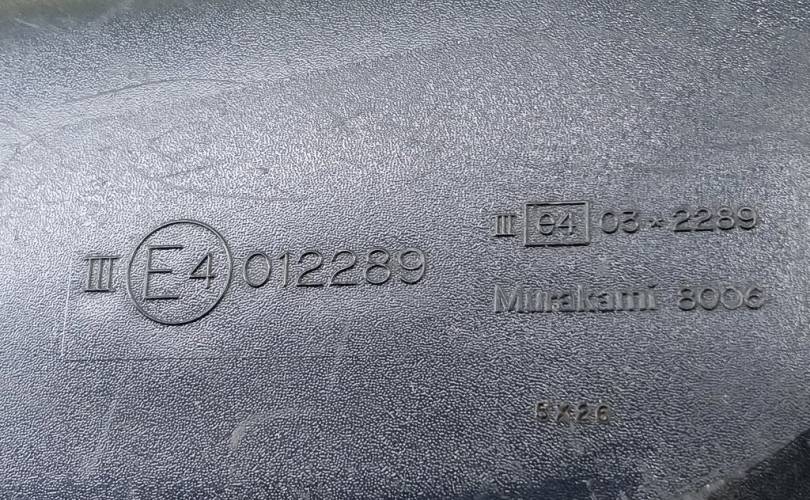 III E4 012289
III e4 03*2289
Murakami 8006
5X26